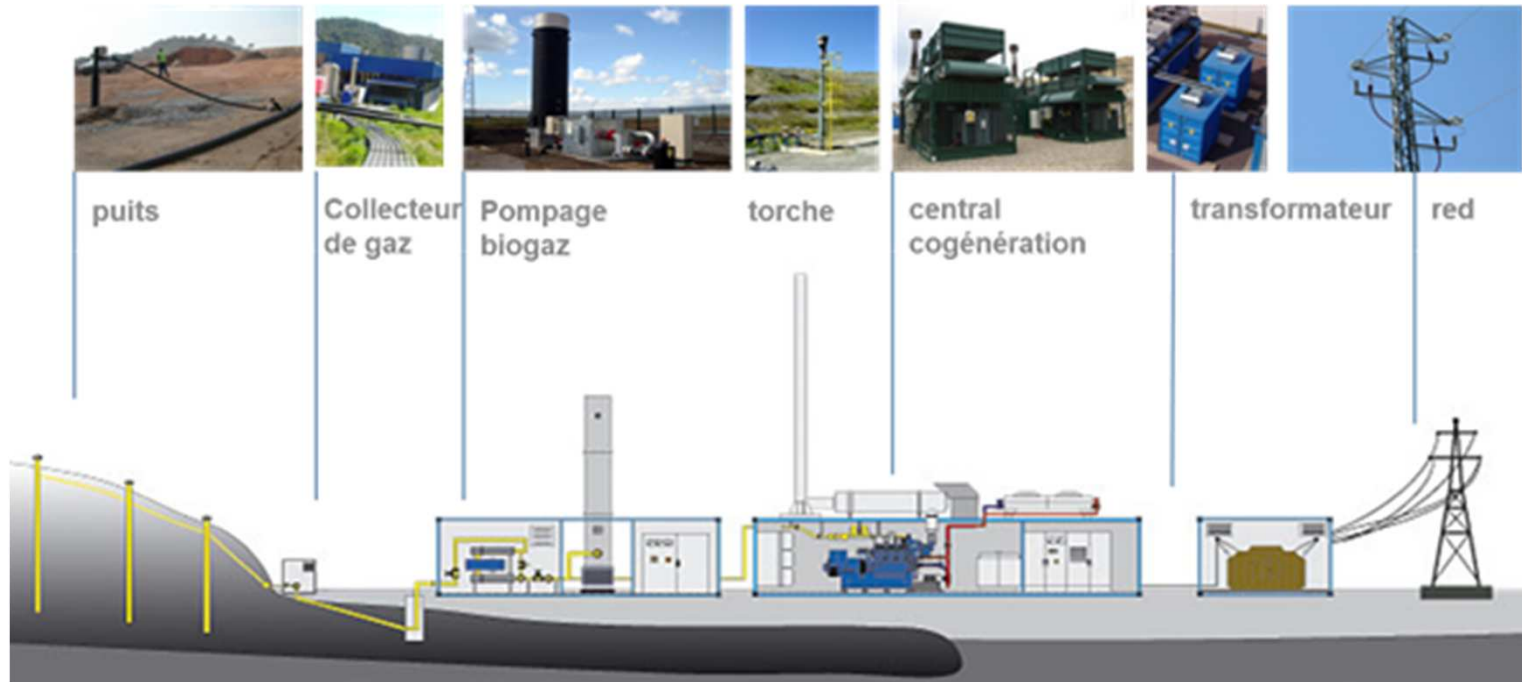 puits
Collecteur
de gaz
Pompage
biogaz
torche
central
cogénération
transformateur
red